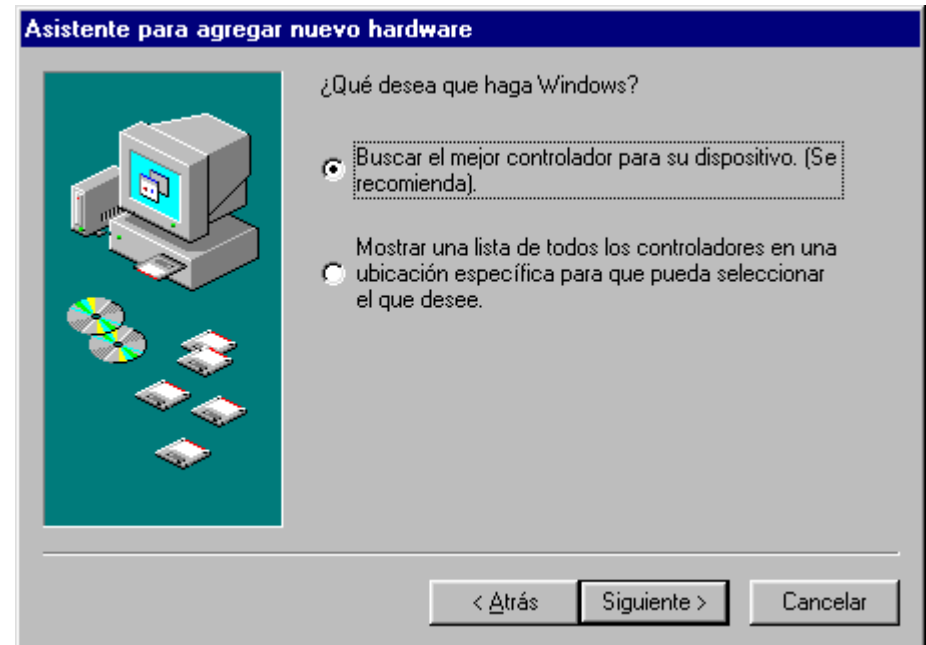 Asistente para agregar nuevo hardware
¿Qué desea que haga Windows?
Buscar el mejor controlador para su dispositivo. (Se
recomienda).
Mostrar una lista de todos los controladores en una
ubicación específica para que pueda seleccionar
el que desee.
< Atrás
Siguiente >
Cancelar